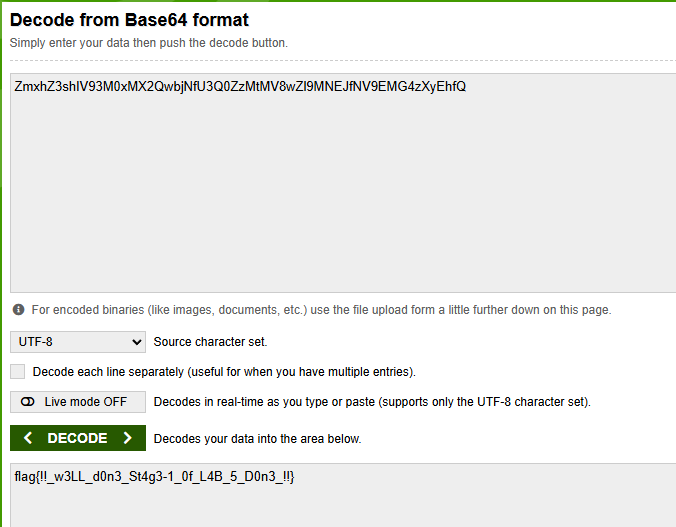 Decode from Base64 format
Simply enter your data then push the decode button.
ZmxhZ3shIV93M0xMX2QwbjNfU3Q0ZzMtMV8wZl9MNEJfNV9EMG4zXyEhfQ
For encoded binaries (like images, documents, etc.) use the file upload form a little further down on this page.
UTF-8 Source character set.
Decode each line separately (useful for when you have multiple entries).
Live mode OFF Decodes in real-time as you type or paste (supports only the UTF-8 character set).
DECODE Decodes your data into the area below.
flag{!!_w3LL_d0n3_St4g3-1_0f_L4B_5_D0n3_!!}